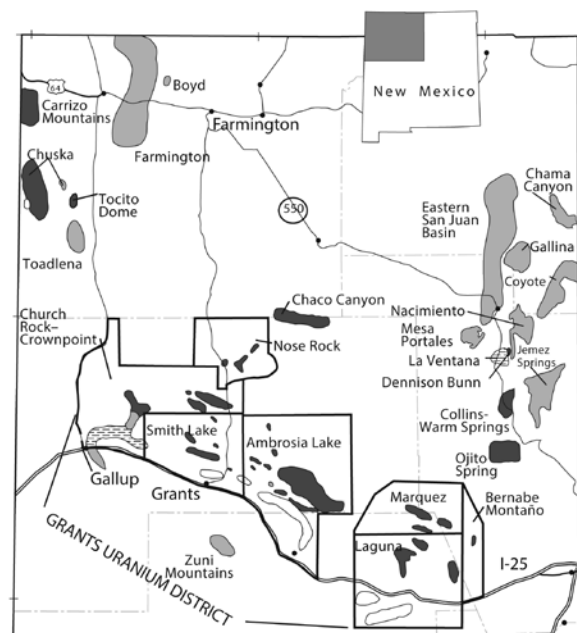 64
Boyd
New Mexico
Carrizo
Mountains
Farmington
Farmington
Chuska
Tocito
Dome
Toadlena
550
Eastern
San Juan
Basin
Chama
Canyon
Gallina
Coyote
Church
Rock–
Crownpoint
Chaco Canyon
Nose Rock
Nacimiento
Mesa
Portales
La Ventana
Jemez
Springs
Dennison Bunn
Collins-
Warm Springs
Smith Lake
Ambrosia Lake
Ojito
Spring
Gallup
Grants
Marquez
Bernabe
Montaño
GRANTS URANIUM DISTRICT
Zuni
Mountains
Laguna
I-25